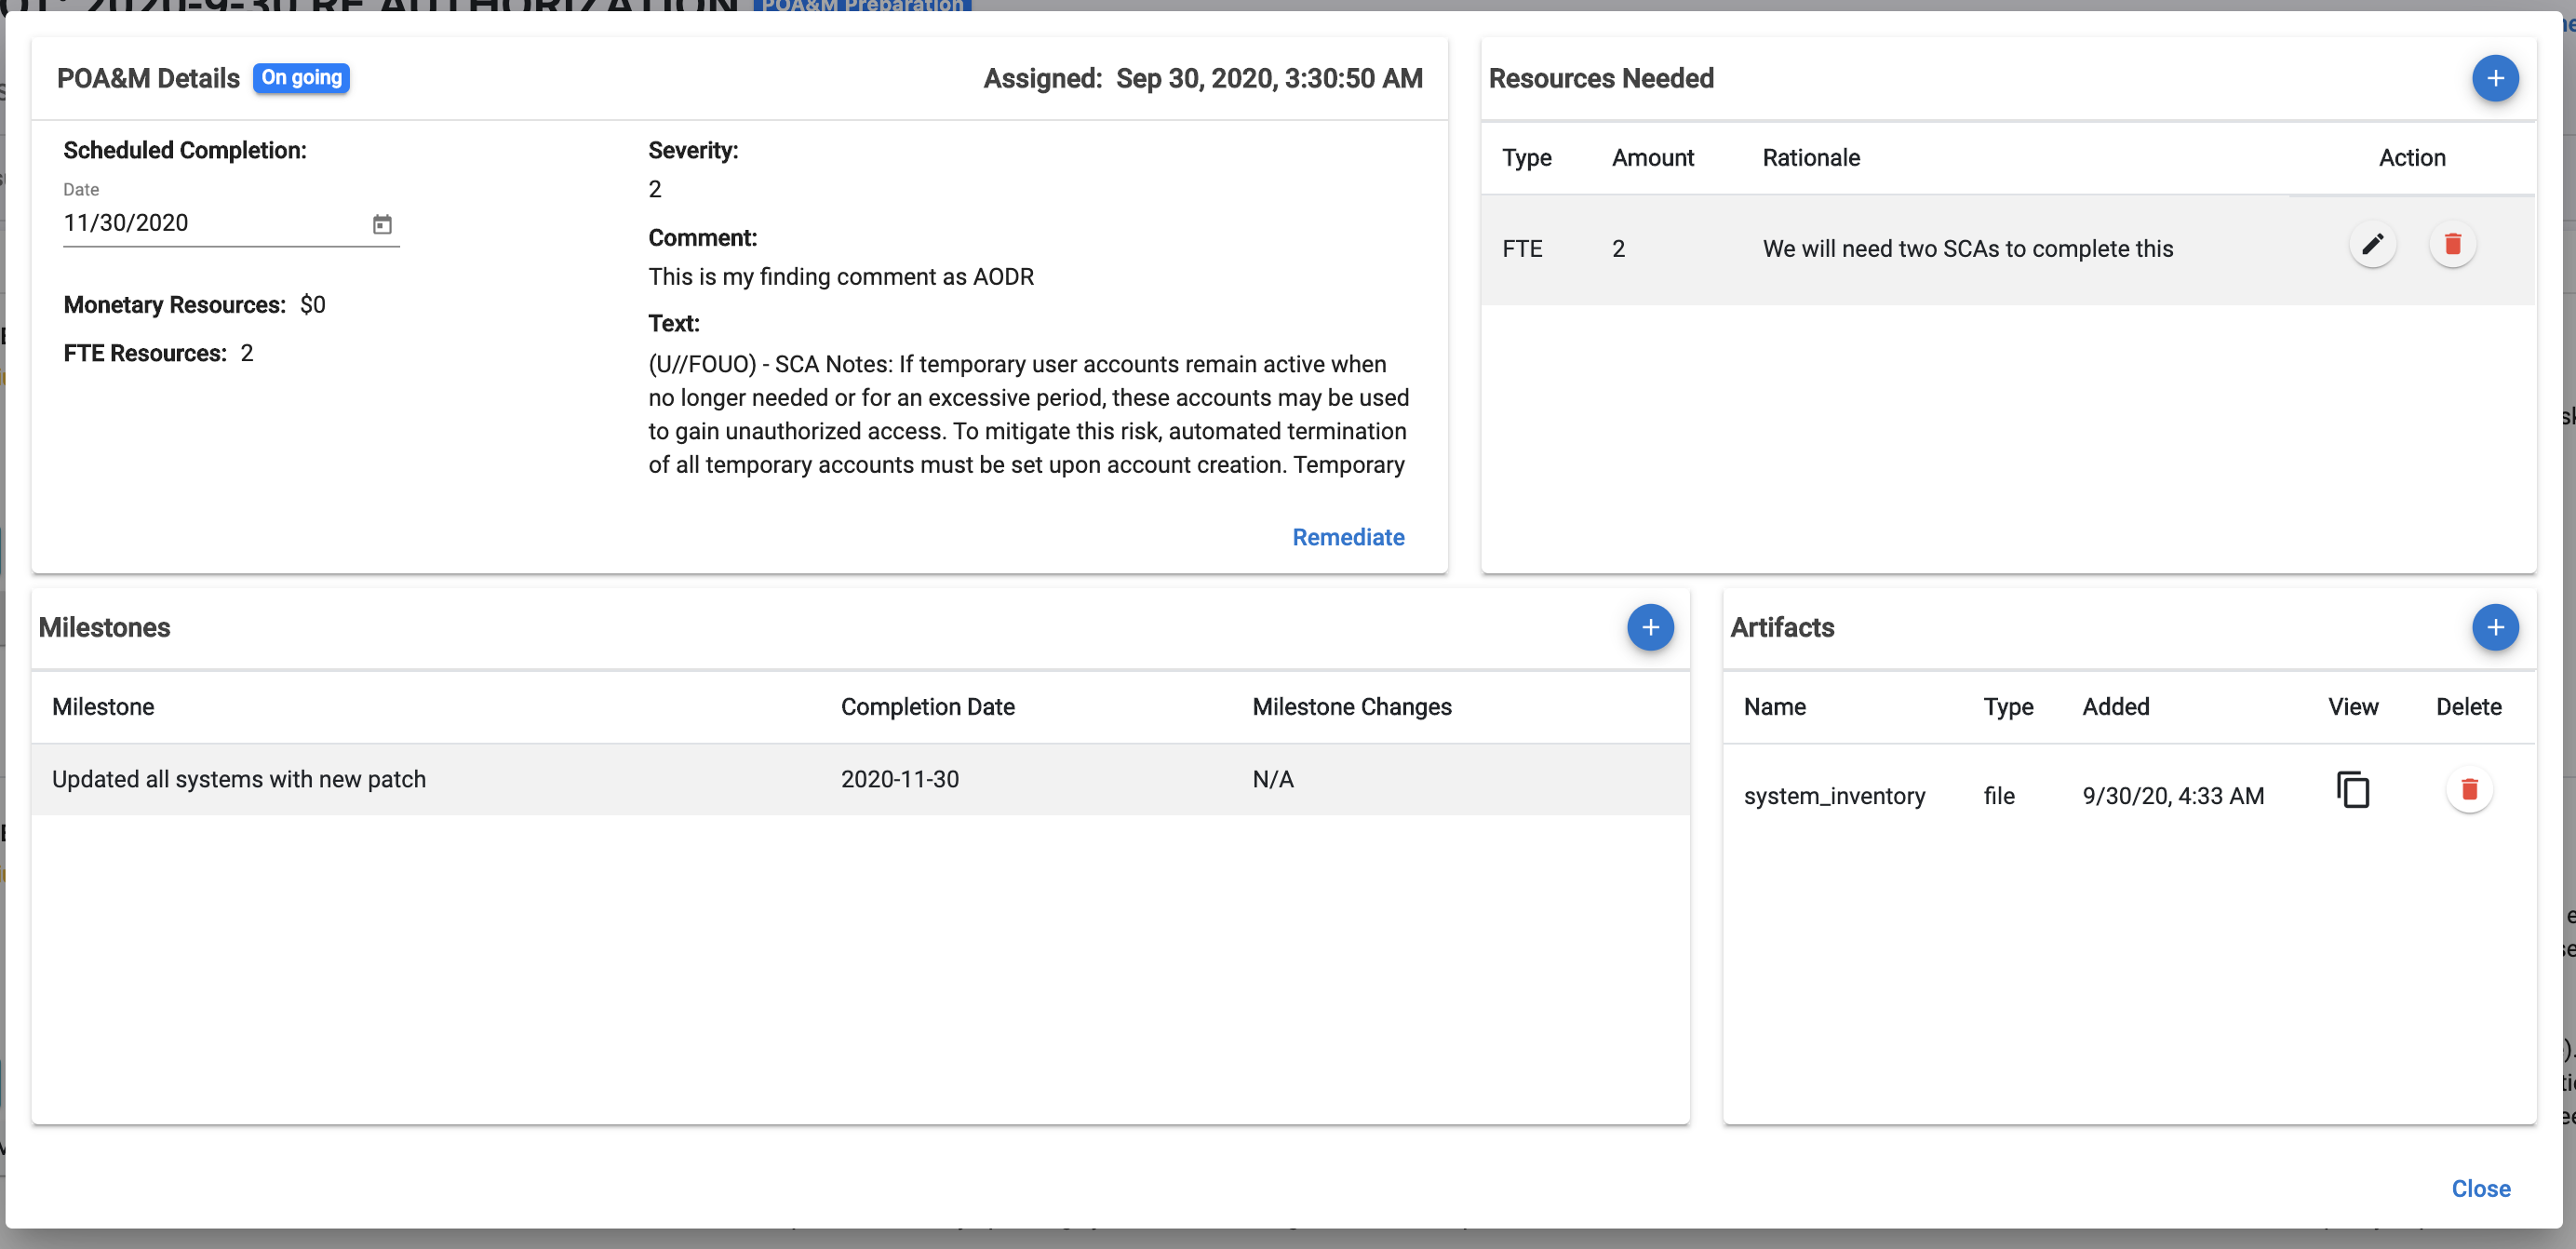 2020-9-30 RE AUTHORIZATION POA&M Preparation
POA&M Details On going Assigned: Sep 30, 2020, 3:30:50 AM
Scheduled Completion:
Date
11/30/2020
Monetary Resources: $0
FTE Resources: 2
Severity:
2
Comment:
This is my finding comment as AODR
Text:
(U//FOUO) - SCA Notes: If temporary user accounts remain active when
no longer needed or for an excessive period, these accounts may be used
to gain unauthorized access. To mitigate this risk, automated termination
of all temporary accounts must be set upon account creation. Temporary
Remediate
Resources Needed
Type Amount Rationale Action
FTE 2 We will need two SCAs to complete this
Milestones
Milestone Completion Date Milestone Changes
Updated all systems with new patch 2020-11-30 N/A
Artifacts
Name Type Added View Delete
system_inventory file 9/30/20, 4:33 AM
Close